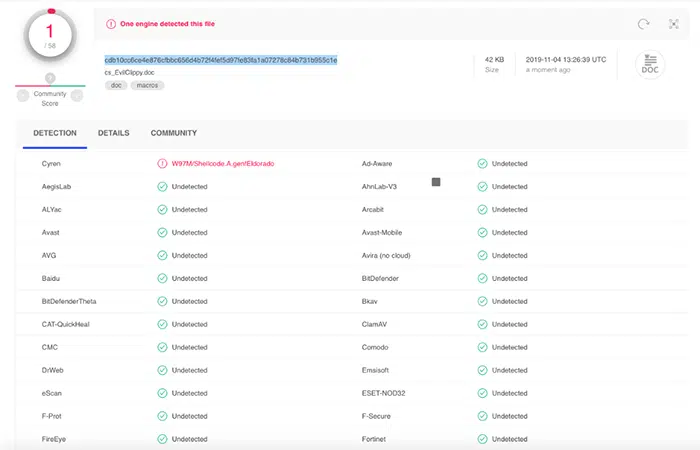 1
/ 58
Community
Score
One engine detected this file
cs_EvilClippy.doc
doc macros
42 KB
Size
2019-11-04 13:26:39 UTC
a moment ago
DOC
DETECTION DETAILS COMMUNITY
Cyren W97M/Shellcode.A.gen!Eldorado Ad-Aware Undetected
AegisLab Undetected AhnLab-V3 Undetected
ALYac Undetected Arcabit Undetected
Avast Undetected Avast-Mobile Undetected
AVG Undetected Avira (no cloud) Undetected
Baidu Undetected BitDefender Undetected
BitDefenderTheta Undetected Bkav Undetected
CAT-QuickHeal Undetected ClamAV Undetected
CMC Undetected Comodo Undetected
DrWeb Undetected Emsisoft Undetected
eScan Undetected ESET-NOD32 Undetected
F-Prot Undetected F-Secure Undetected
FireEye Undetected Fortinet Undetected